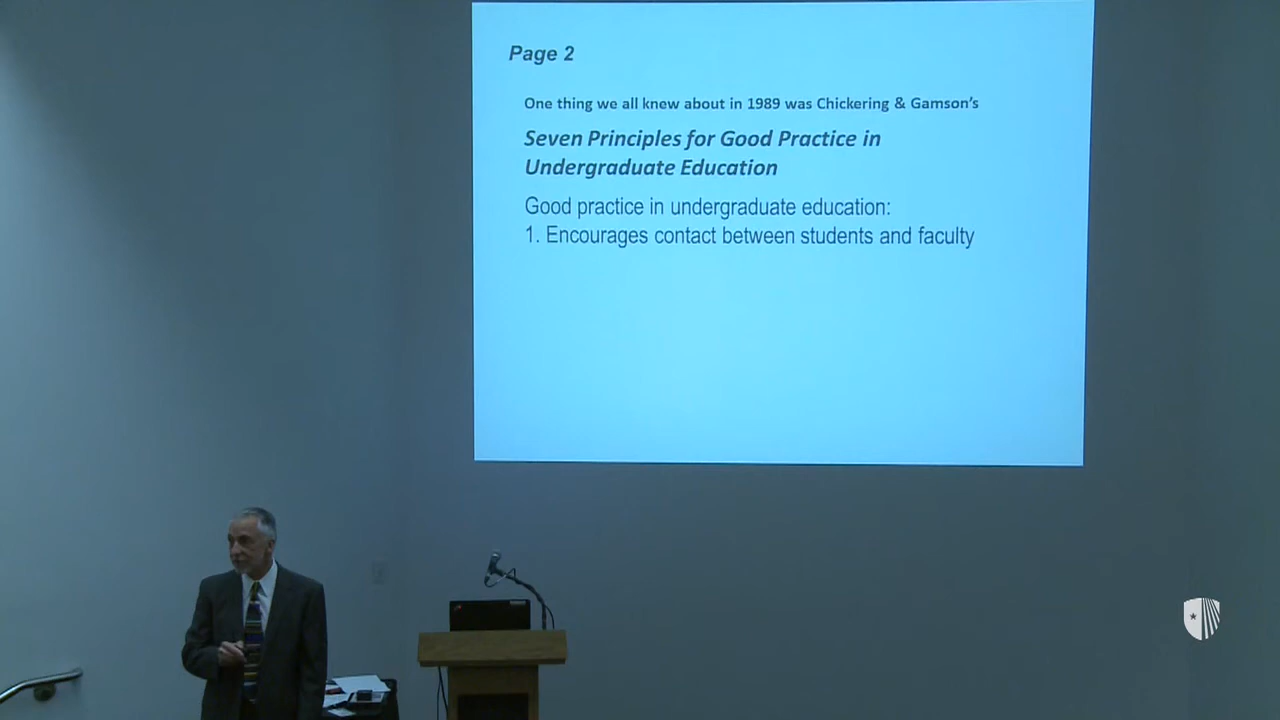 Page 2
One thing we all knew about in 1989 was Chickering & Gamson's
Seven Principles for Good Practice in
Undergraduate Education
Good practice in undergraduate education:
1. Encourages contact between students and faculty